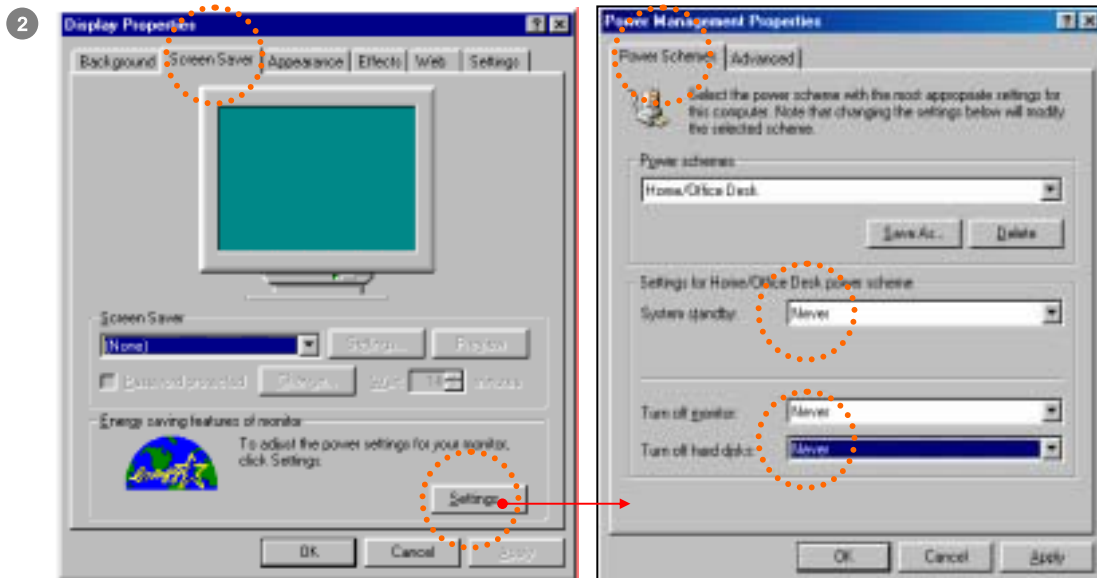 2
Display Properties
Background Screen Saver Appearance Effects Web Settings
Screen Saver
(None) Settings... Preview
Password protected Change... Wait: 14 minutes
Energy saving features of monitor
To adjust the power settings for your monitor,
click Settings.
Settings...
OK Cancel Apply
Power Management Properties
Power Schemes Advanced
Select the power scheme with the most appropriate settings for
this computer. Note that changing the settings below will modify
the selected scheme.
Power schemes
Home/Office Desk
Save As... Delete
Settings for Home/Office Desk power scheme
System standby: Never
Turn off monitor: Never
Turn off hard disks: Never
OK Cancel Apply